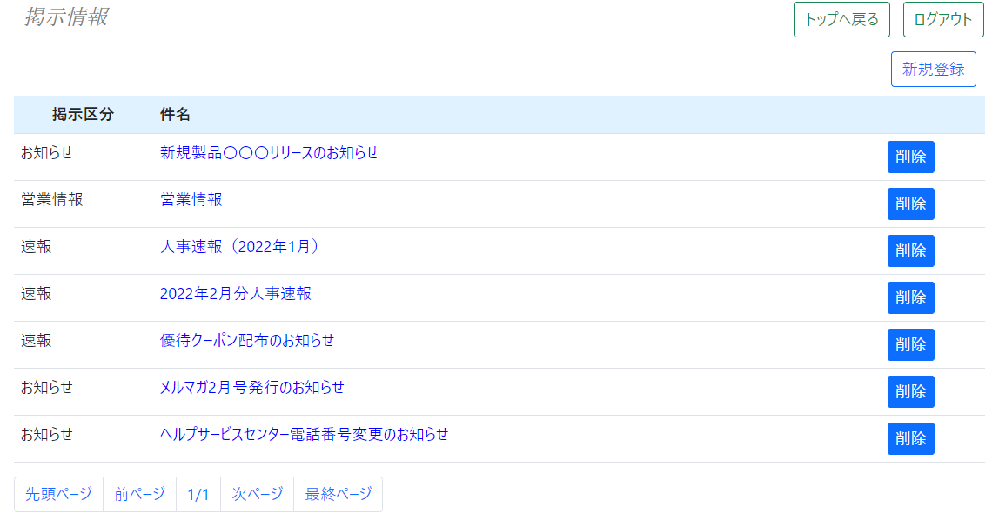 掲示情報 トップへ戻る ログアウト
新規登録
掲示区分 件名
お知らせ 新規製品〇〇〇リリースのお知らせ 削除
営業情報 営業情報 削除
速報 人事速報（2022年1月） 削除
速報 2022年2月分人事速報 削除
速報 優待クーポン配布のお知らせ 削除
お知らせ メルマガ2月号発行のお知らせ 削除
お知らせ ヘルプサービスセンター電話番号変更のお知らせ 削除
先頭ページ 前ページ 1/1 次ページ 最終ページ